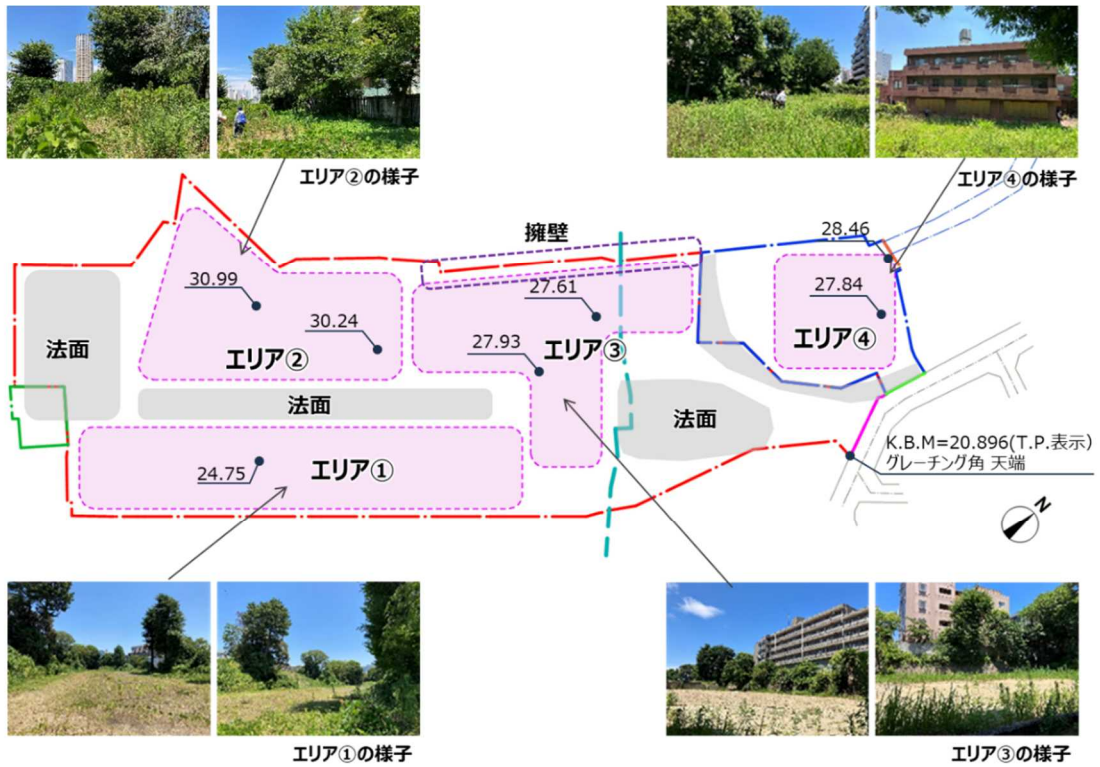 エリア②の様子
エリア④の様子
擁壁
28.46
30.99
27.61
27.84
30.24
法面
エリア②
27.93
エリア③
エリア④
法面
法面
K.B.M=20.896(T.P.表示)
グレーチング角 天端
エリア①
24.75
N
エリア①の様子
エリア③の様子